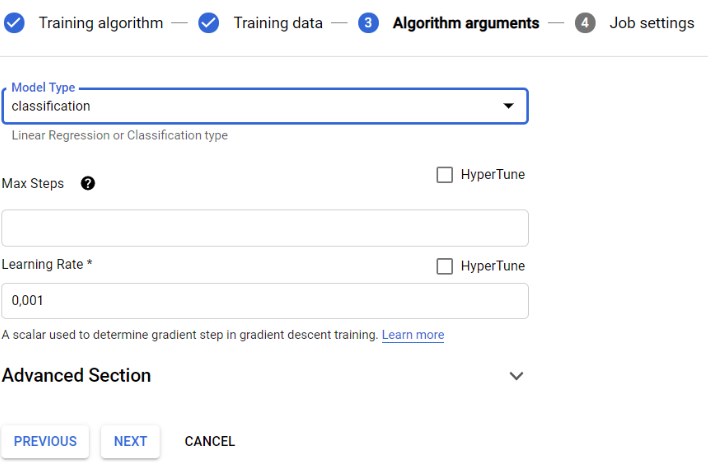 Training algorithm — Training data — 3 Algorithm arguments — 4 Job settings
Model Type
classification
Linear Regression or Classification type
HyperTune
Max Steps ?
Learning Rate * HyperTune
0,001
A scalar used to determine gradient step in gradient descent training. Learn more
Advanced Section
PREVIOUS NEXT CANCEL